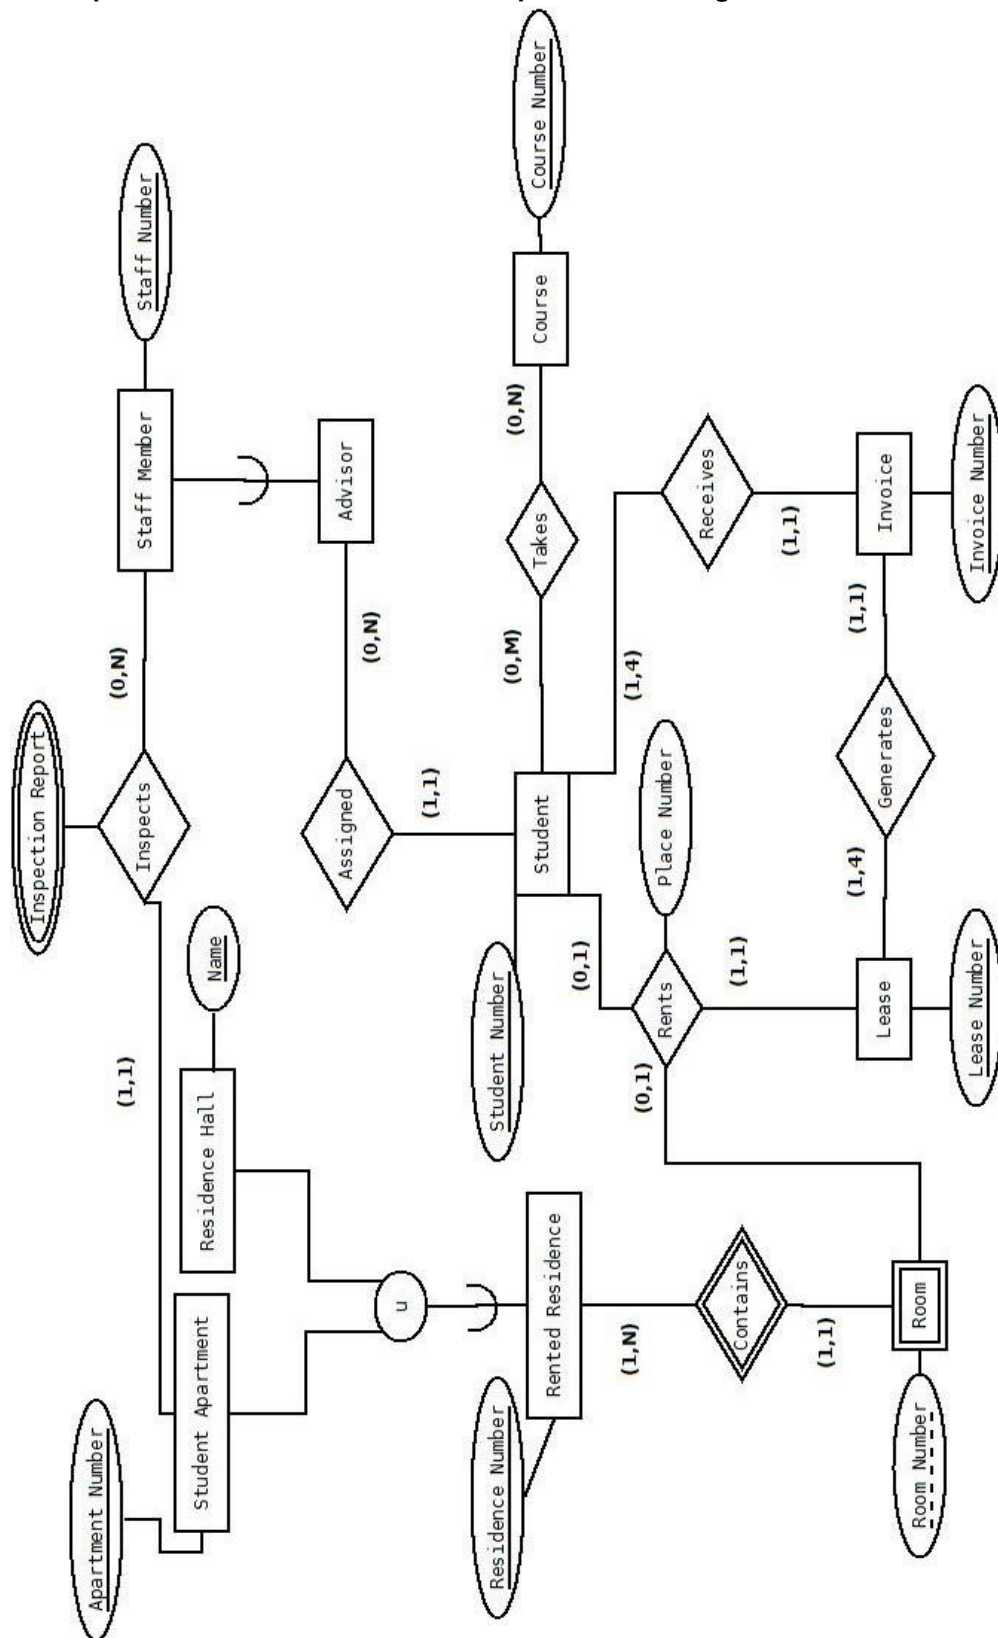 Inspection Report
Apartment Number
(1,1)
(0,N)
Inspects
Staff Member
Staff Number
Student Apartment
Residence Hall
Name
Assigned
Advisor
(0,N)
u
(1,1)
Residence Number
Student Number
(0,M)
(0,N)
Rented Residence
Student
Takes
Course
Course Number
(0,1)
(1,N)
(0,1)
(1,4)
Rents
Place Number
Receives
Contains
(1,1)
(1,1)
(1,1)
(1,4)
(1,1)
Lease
Generates
Invoice
Room Number
Room
Lease Number
Invoice Number